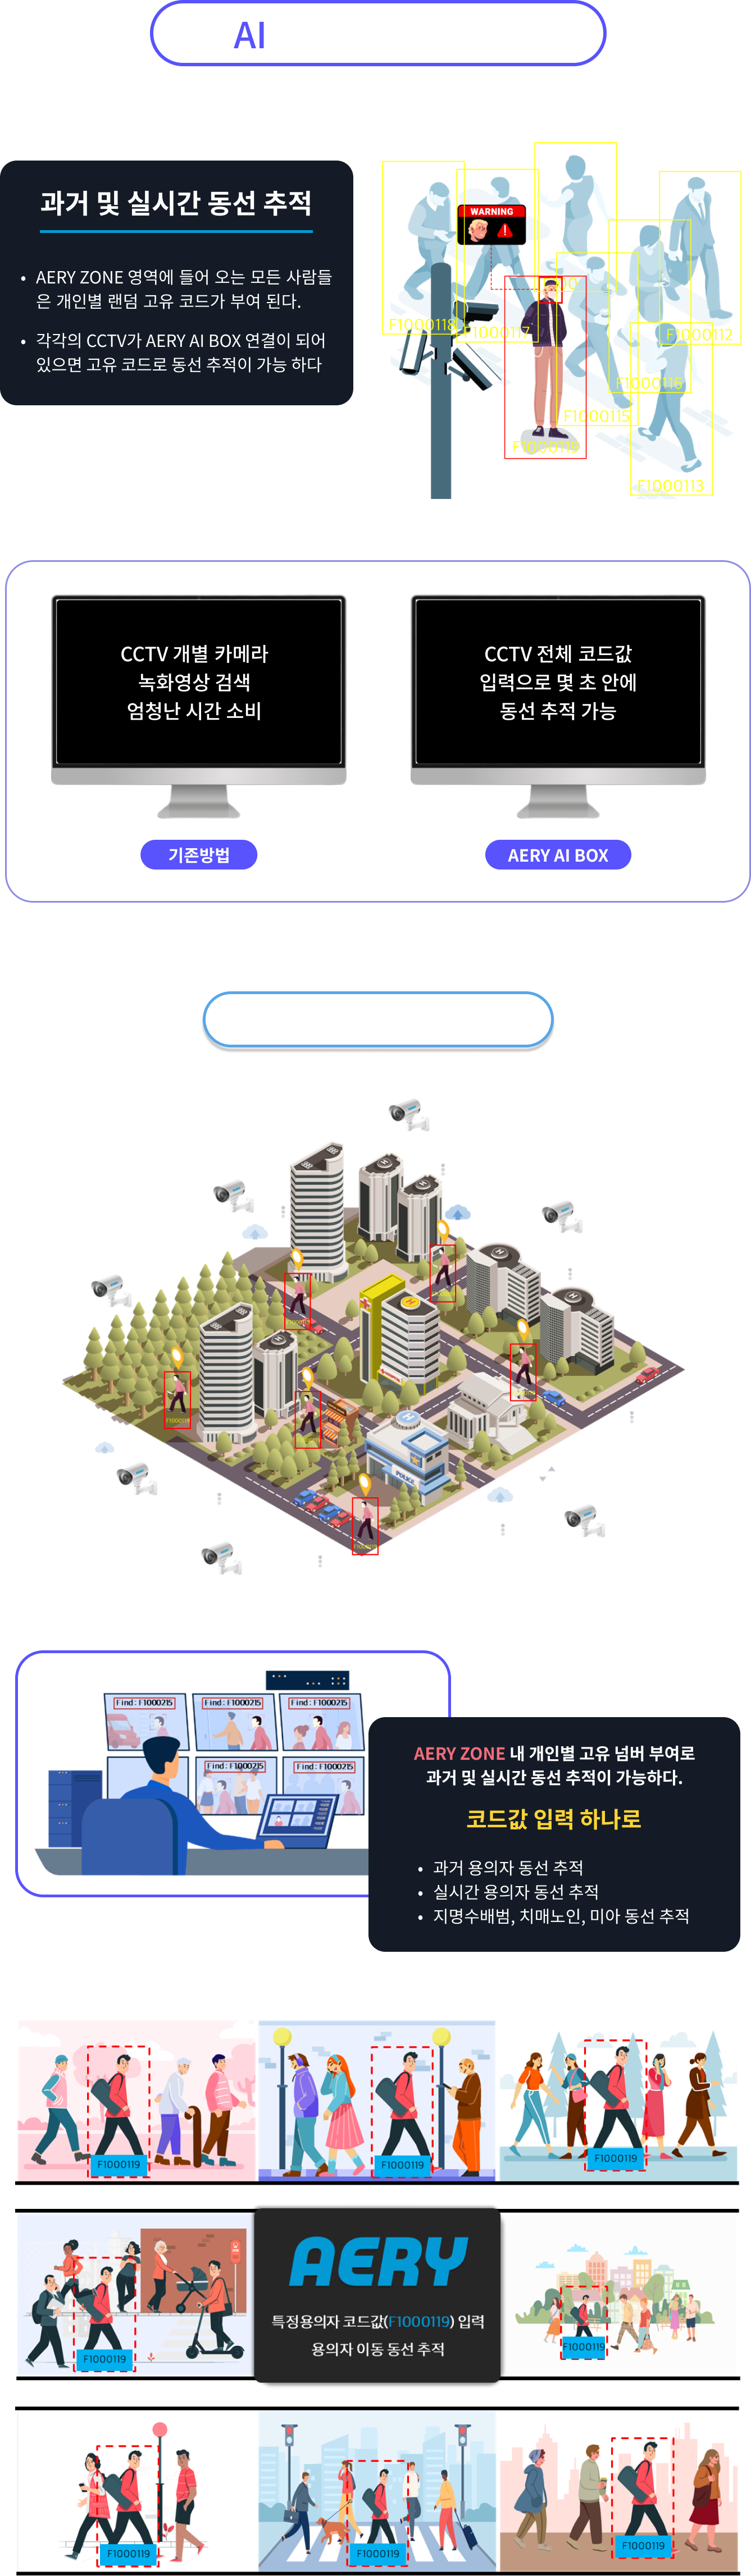 AI
과거 및 실시간 동선 추적
• AERY ZONE 영역에 들어 오는 모든 사람들
은 개인별 랜덤 고유 코드가 부여 된다.
• 각각의 CCTV가 AERY AI BOX 연결이 되어
있으면 고유 코드로 동선 추적이 가능 하다
WARNING
F1000118
F1000117
F1000112
F1000116
F1000115
F1000119
F1000113
CCTV 개별 카메라
녹화영상 검색
엄청난 시간 소비
CCTV 전체 코드값
입력으로 몇 초 안에
동선 추적 가능
기존방법
AERY AI BOX
H
H
H
H
H
H
F1000119
POLICE
F1000119
Find : F1000215
Find : F1000215
Find : F1000215
Find : F1000215
Find : F1000215
AERY ZONE 내 개인별 고유 넘버 부여로
과거 및 실시간 동선 추적이 가능하다.
코드값 입력 하나로
• 과거 용의자 동선 추적
• 실시간 용의자 동선 추적
• 지명수배범, 치매노인, 미아 동선 추적
F1000119
F1000119
F1000119
AERY
특정용의자 코드값(F1000119) 입력
용의자 이동 동선 추적
F1000119
F1000119
F1000119
F1000119
F1000119